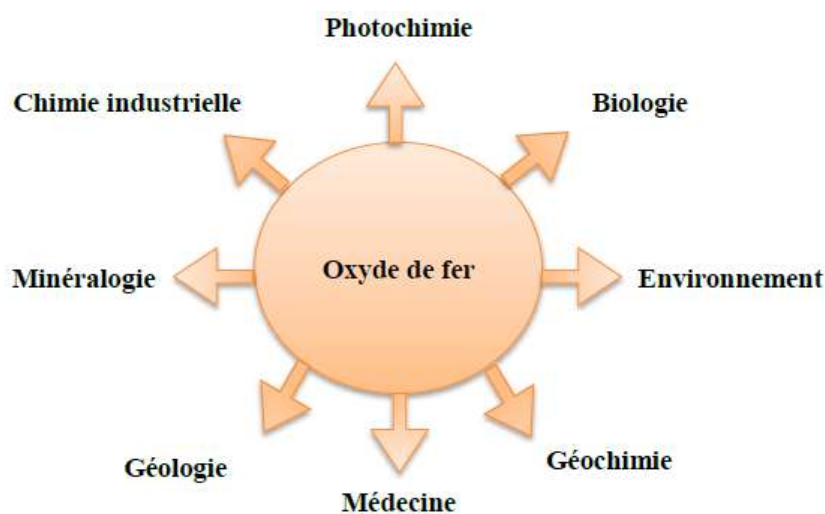 Photochimie
Chimie industrielle
Biologie
Minéralogie
Oxyde de fer
Environnement
Géologie
Géochimie
Médecine